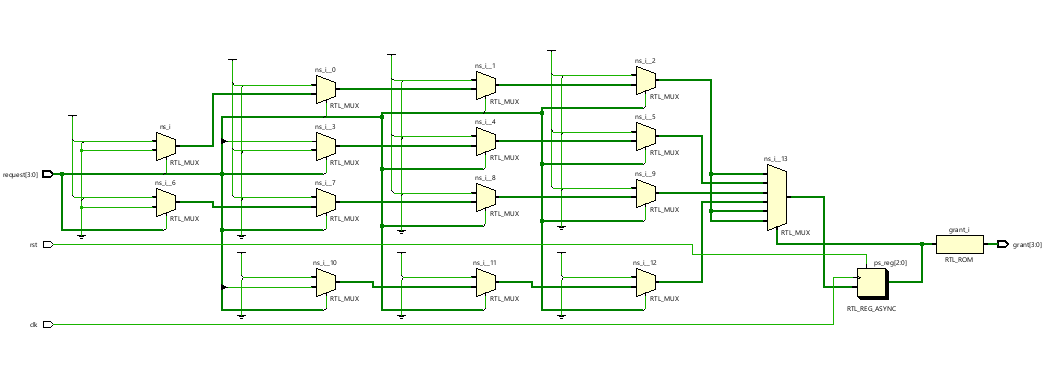 ns_i__2
ns_i__1
ns_i__0
RTL_MUX
RTL_MUX
RTL_MUX
ns_i__5
ns_i__4
ns_i__3
ns_i
RTL_MUX
RTL_MUX
RTL_MUX
RTL_MUX
ns_i__13
request[3:0]
ns_i__9
ns_i__8
ns_i__7
ns_i__6
RTL_MUX
RTL_MUX
RTL_MUX
RTL_MUX
RTL_MUX
rst
grant_i
grant[3:0]
RTL_ROM
ns_i__10
ns_i__11
ns_i__12
ps_reg[2:0]
RTL_MUX
RTL_MUX
RTL_MUX
RTL_REG_ASYNC
clk